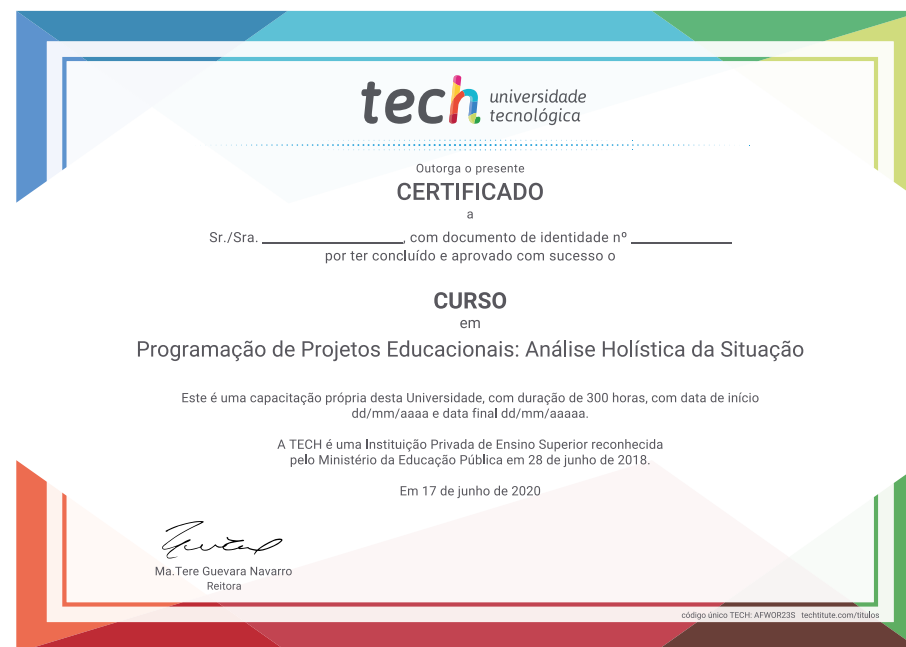 tech universidade
tecnológica
Outorga o presente
CERTIFICADO
a
Sr./Sra. ________________, com documento de identidade nº ____________
por ter concluído e aprovado com sucesso o
CURSO
em
Programação de Projetos Educacionais: Análise Holística da Situação
Este é uma capacitação própria desta Universidade, com duração de 300 horas, com data de início
dd/mm/aaaa e data final dd/mm/aaaaa.
A TECH é uma Instituição Privada de Ensino Superior reconhecida
pelo Ministério da Educação Pública em 28 de junho de 2018.
Em 17 de junho de 2020
Ma.Tere Guevara Navarro
Reitora
código único TECH: AFWOR23S techtitute.com/títulos